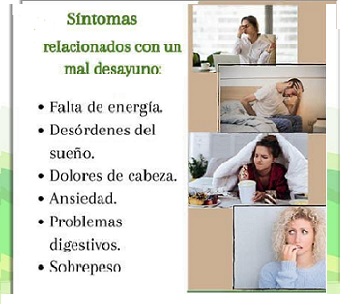 Síntomas
relacionados con un
mal desayuno:
• Falta de energía.
• Desórdenes del
sueño.
• Dolores de cabeza.
• Ansiedad.
• Problemas
digestivos.
• Sobrepeso